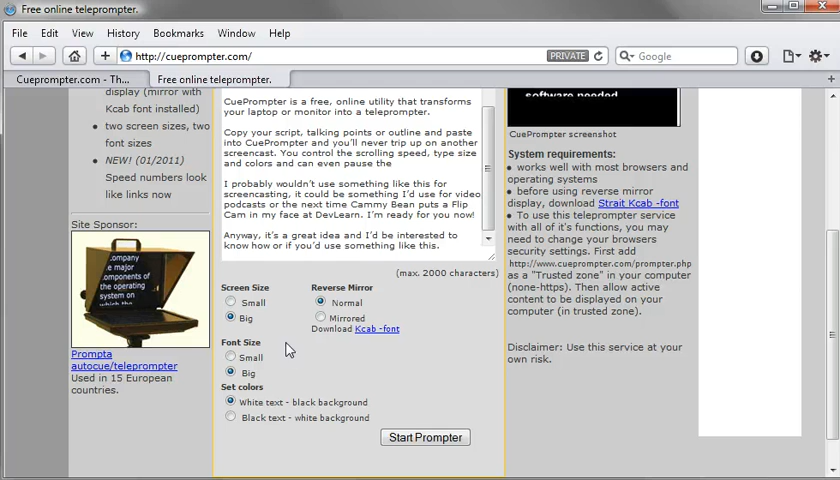 Free online teleprompter.
File Edit View History Bookmarks Window Help
http://cueprompter.com/
PRIVATE
Google
Cueprompter.com - Th...
Free online teleprompter.
display (mirror with
Kcab font installed)
two screen sizes, two
font sizes
NEW! (01/2011)
Speed numbers look
like links now
Site Sponsor:
company
he major
components of
the operating
system on
Prompta
autocue/teleprompter
Used in 15 European
countries.
CuePrompter is a free, online utility that transforms
your laptop or monitor into a teleprompter.
Copy your script, talking points or outline and paste
into CuePrompter and you'll never trip up on another
screencast. You control the scrolling speed, type size
and colors and can even pause the
I probably wouldn't use something like this for
screencasting, it could be something I'd use for video
podcasts or the next time Cammy Bean puts a Flip
Cam in my face at DevLearn. I'm ready for you now!
Anyway, it's a great idea and I'd be interested to
know how or if you'd use something like this.
(max. 2000 characters)
Screen Size
Small
Big
Reverse Mirror
Normal
Mirrored
Download Kcab -font
Font Size
Small
Big
Set colors
White text - black background
Black text - white background
Start Prompter
software needed
CuePrompter screenshot
System requirements:
works well with most browsers and
operating systems
before using reverse mirror
display, download Strait Kcab -font
To use this teleprompter service
with all of it's functions, you may
need to change your browsers
security settings. First add
http://www.cueprompter.com/prompter.php
as a "Trusted zone" in your computer
(none-https). Then allow active
content to be displayed on your
computer (in trusted zone).
Disclaimer: Use this service at your
own risk.